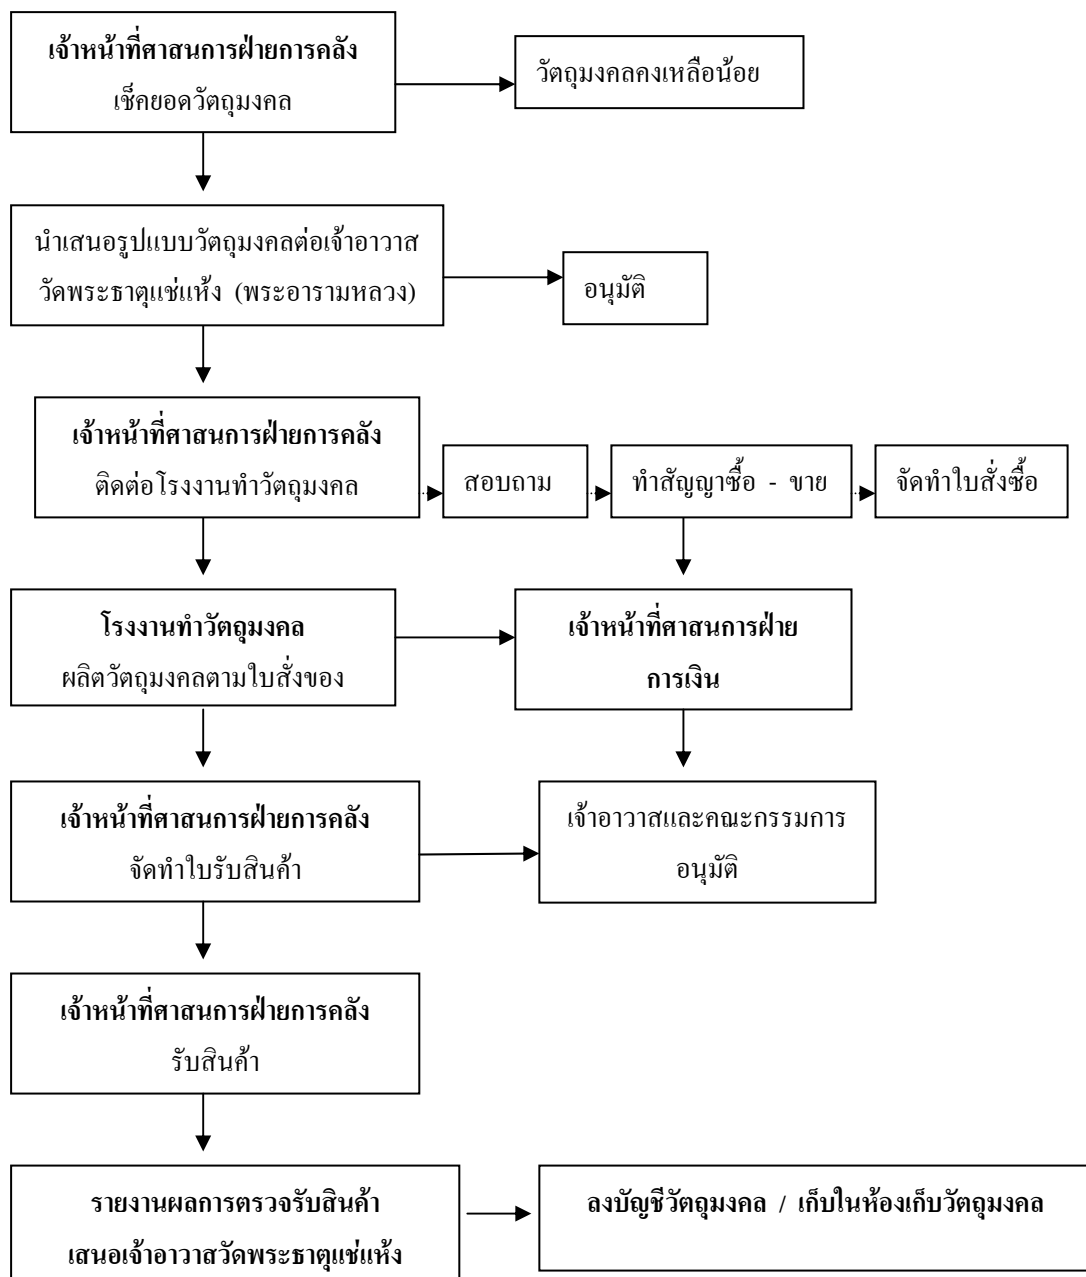 เจ้าหน้าที่ศาสนการฝ่ายการคลัง
เช็คยอดวัตถุมงคล
วัตถุมงคลคงเหลือน้อย
นำเสนอรูปแบบวัตถุมงคลต่อเจ้าอาวาส
วัดพระธาตุแช่แห้ง (พระอารามหลวง)
อนุมัติ
เจ้าหน้าที่ศาสนการฝ่ายการคลัง
ติดต่อโรงงานทำวัตถุมงคล
สอบถาม
ทำสัญญาซื้อ - ขาย
จัดทำใบสั่งซื้อ
โรงงานทำวัตถุมงคล
ผลิตวัตถุมงคลตามใบสั่งของ
เจ้าหน้าที่ศาสนการฝ่าย
การเงิน
เจ้าหน้าที่ศาสนการฝ่ายการคลัง
จัดทำใบรับสินค้า
เจ้าอาวาสและคณะกรรมการ
อนุมัติ
เจ้าหน้าที่ศาสนการฝ่ายการคลัง
รับสินค้า
รายงานผลการตรวจรับสินค้า
เสนอเจ้าอาวาสวัดพระธาตุแช่แห้ง
ลงบัญชีวัตถุมงคล / เก็บในห้องเก็บวัตถุมงคล